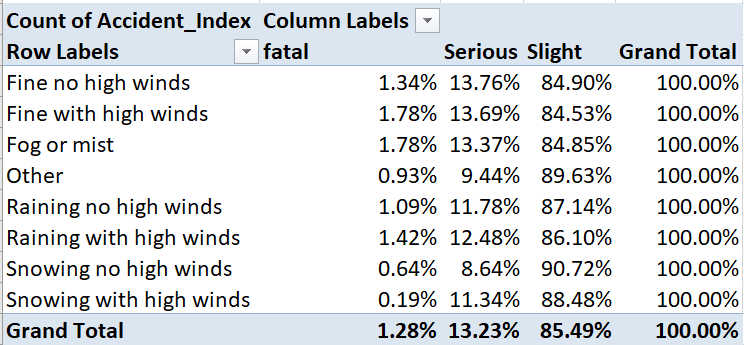 Count of Accident_Index Column Labels
Row Labels fatal Serious Slight Grand Total
Fine no high winds 1.34% 13.76% 84.90% 100.00%
Fine with high winds 1.78% 13.69% 84.53% 100.00%
Fog or mist 1.78% 13.37% 84.85% 100.00%
Other 0.93% 9.44% 89.63% 100.00%
Raining no high winds 1.09% 11.78% 87.14% 100.00%
Raining with high winds 1.42% 12.48% 86.10% 100.00%
Snowing no high winds 0.64% 8.64% 90.72% 100.00%
Snowing with high winds 0.19% 11.34% 88.48% 100.00%
Grand Total 1.28% 13.23% 85.49% 100.00%